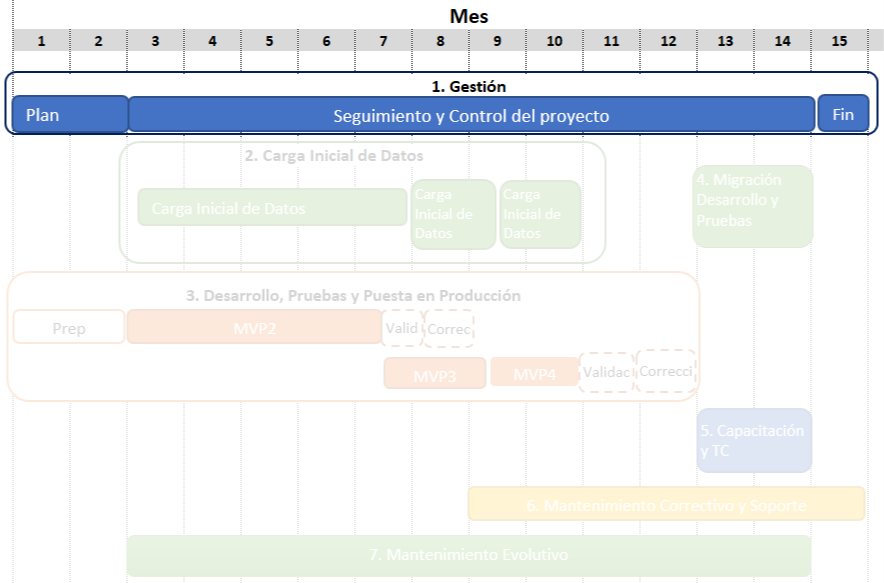 Mes
1 2 3 4 5 6 7 8 9 10 11 12 13 14 15
1. Gestión
Plan
Seguimiento y Control del proyecto
Fin
2. Carga Inicial de Datos
Carga Inicial de Datos
Carga
Inicial de
Datos
Carga
Inicial de
Datos
4. Migración
Desarrollo y
Pruebas
3. Desarrollo, Pruebas y Puesta en Producción
Prep
MVP2
Valid
Correc
MVP3
MVP4
Validac
Correcci
5. Capacitación
y TC
6. Mantenimiento Correctivo y Soporte
7. Mantenimiento Evolutivo